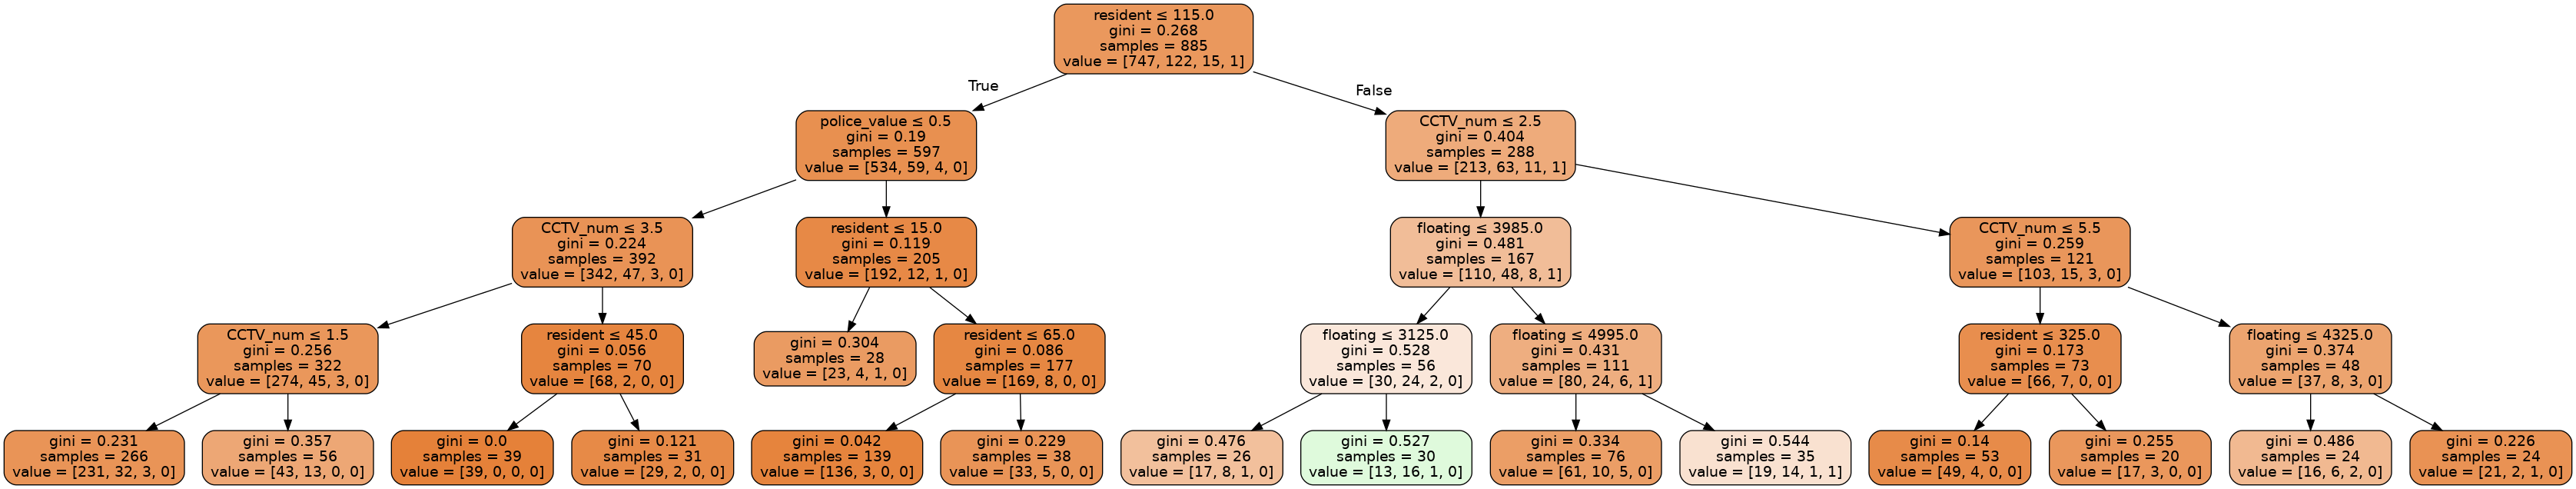 resident ≤ 115.0
gini = 0.268
samples = 885
value = [747, 122, 15, 1]
True
False
police_value ≤ 0.5
gini = 0.19
samples = 597
value = [534, 59, 4, 0]
CCTV_num ≤ 2.5
gini = 0.404
samples = 288
value = [213, 63, 11, 1]
CCTV_num ≤ 3.5
gini = 0.224
samples = 392
value = [342, 47, 3, 0]
resident ≤ 15.0
gini = 0.119
samples = 205
value = [192, 12, 1, 0]
floating ≤ 3985.0
gini = 0.481
samples = 167
value = [110, 48, 8, 1]
CCTV_num ≤ 5.5
gini = 0.259
samples = 121
value = [103, 15, 3, 0]
CCTV_num ≤ 1.5
gini = 0.256
samples = 322
value = [274, 45, 3, 0]
resident ≤ 45.0
gini = 0.056
samples = 70
value = [68, 2, 0, 0]
gini = 0.304
samples = 28
value = [23, 4, 1, 0]
resident ≤ 65.0
gini = 0.086
samples = 177
value = [169, 8, 0, 0]
floating ≤ 3125.0
gini = 0.528
samples = 56
value = [30, 24, 2, 0]
floating ≤ 4995.0
gini = 0.431
samples = 111
value = [80, 24, 6, 1]
resident ≤ 325.0
gini = 0.173
samples = 73
value = [66, 7, 0, 0]
floating ≤ 4325.0
gini = 0.374
samples = 48
value = [37, 8, 3, 0]
gini = 0.231
samples = 266
value = [231, 32, 3, 0]
gini = 0.357
samples = 56
value = [43, 13, 0, 0]
gini = 0.0
samples = 39
value = [39, 0, 0, 0]
gini = 0.121
samples = 31
value = [29, 2, 0, 0]
gini = 0.042
samples = 139
value = [136, 3, 0, 0]
gini = 0.229
samples = 38
value = [33, 5, 0, 0]
gini = 0.476
samples = 26
value = [17, 8, 1, 0]
gini = 0.527
samples = 30
value = [13, 16, 1, 0]
gini = 0.334
samples = 76
value = [61, 10, 5, 0]
gini = 0.544
samples = 35
value = [19, 14, 1, 1]
gini = 0.14
samples = 53
value = [49, 4, 0, 0]
gini = 0.255
samples = 20
value = [17, 3, 0, 0]
gini = 0.486
samples = 24
value = [16, 6, 2, 0]
gini = 0.226
samples = 24
value = [21, 2, 1, 0]